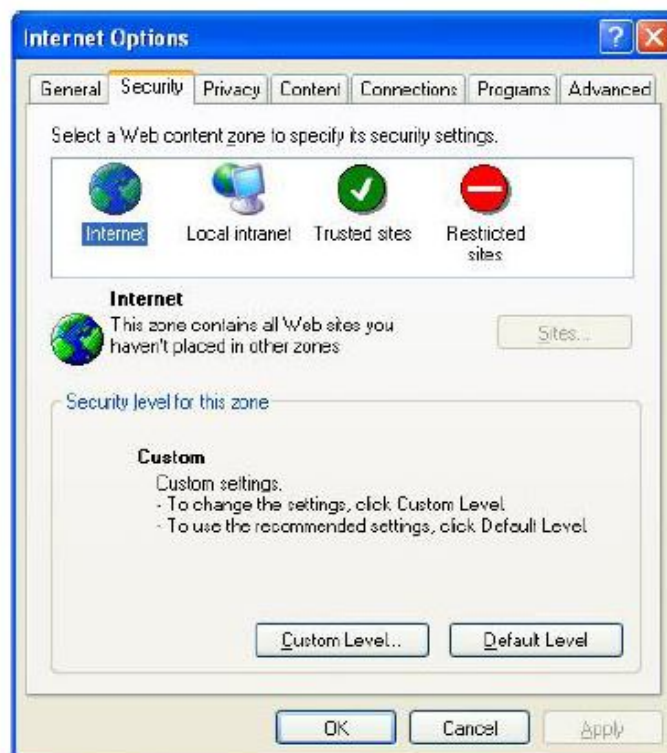 Internet Options
General Security Privacy Content Connections Programs Advanced
Select a Web content zone to specify its security settings.
Internet Local intranet Trusted sites Restricted
sites
Internet
This zone contains all Web sites you
haven't placed in other zones
Sites...
Security level for this zone
Custom
Custom settings.
- To change the settings, click Custom Level
- To use the recommended settings, click Default Level
Custom Level... Default Level
OK Cancel Apply